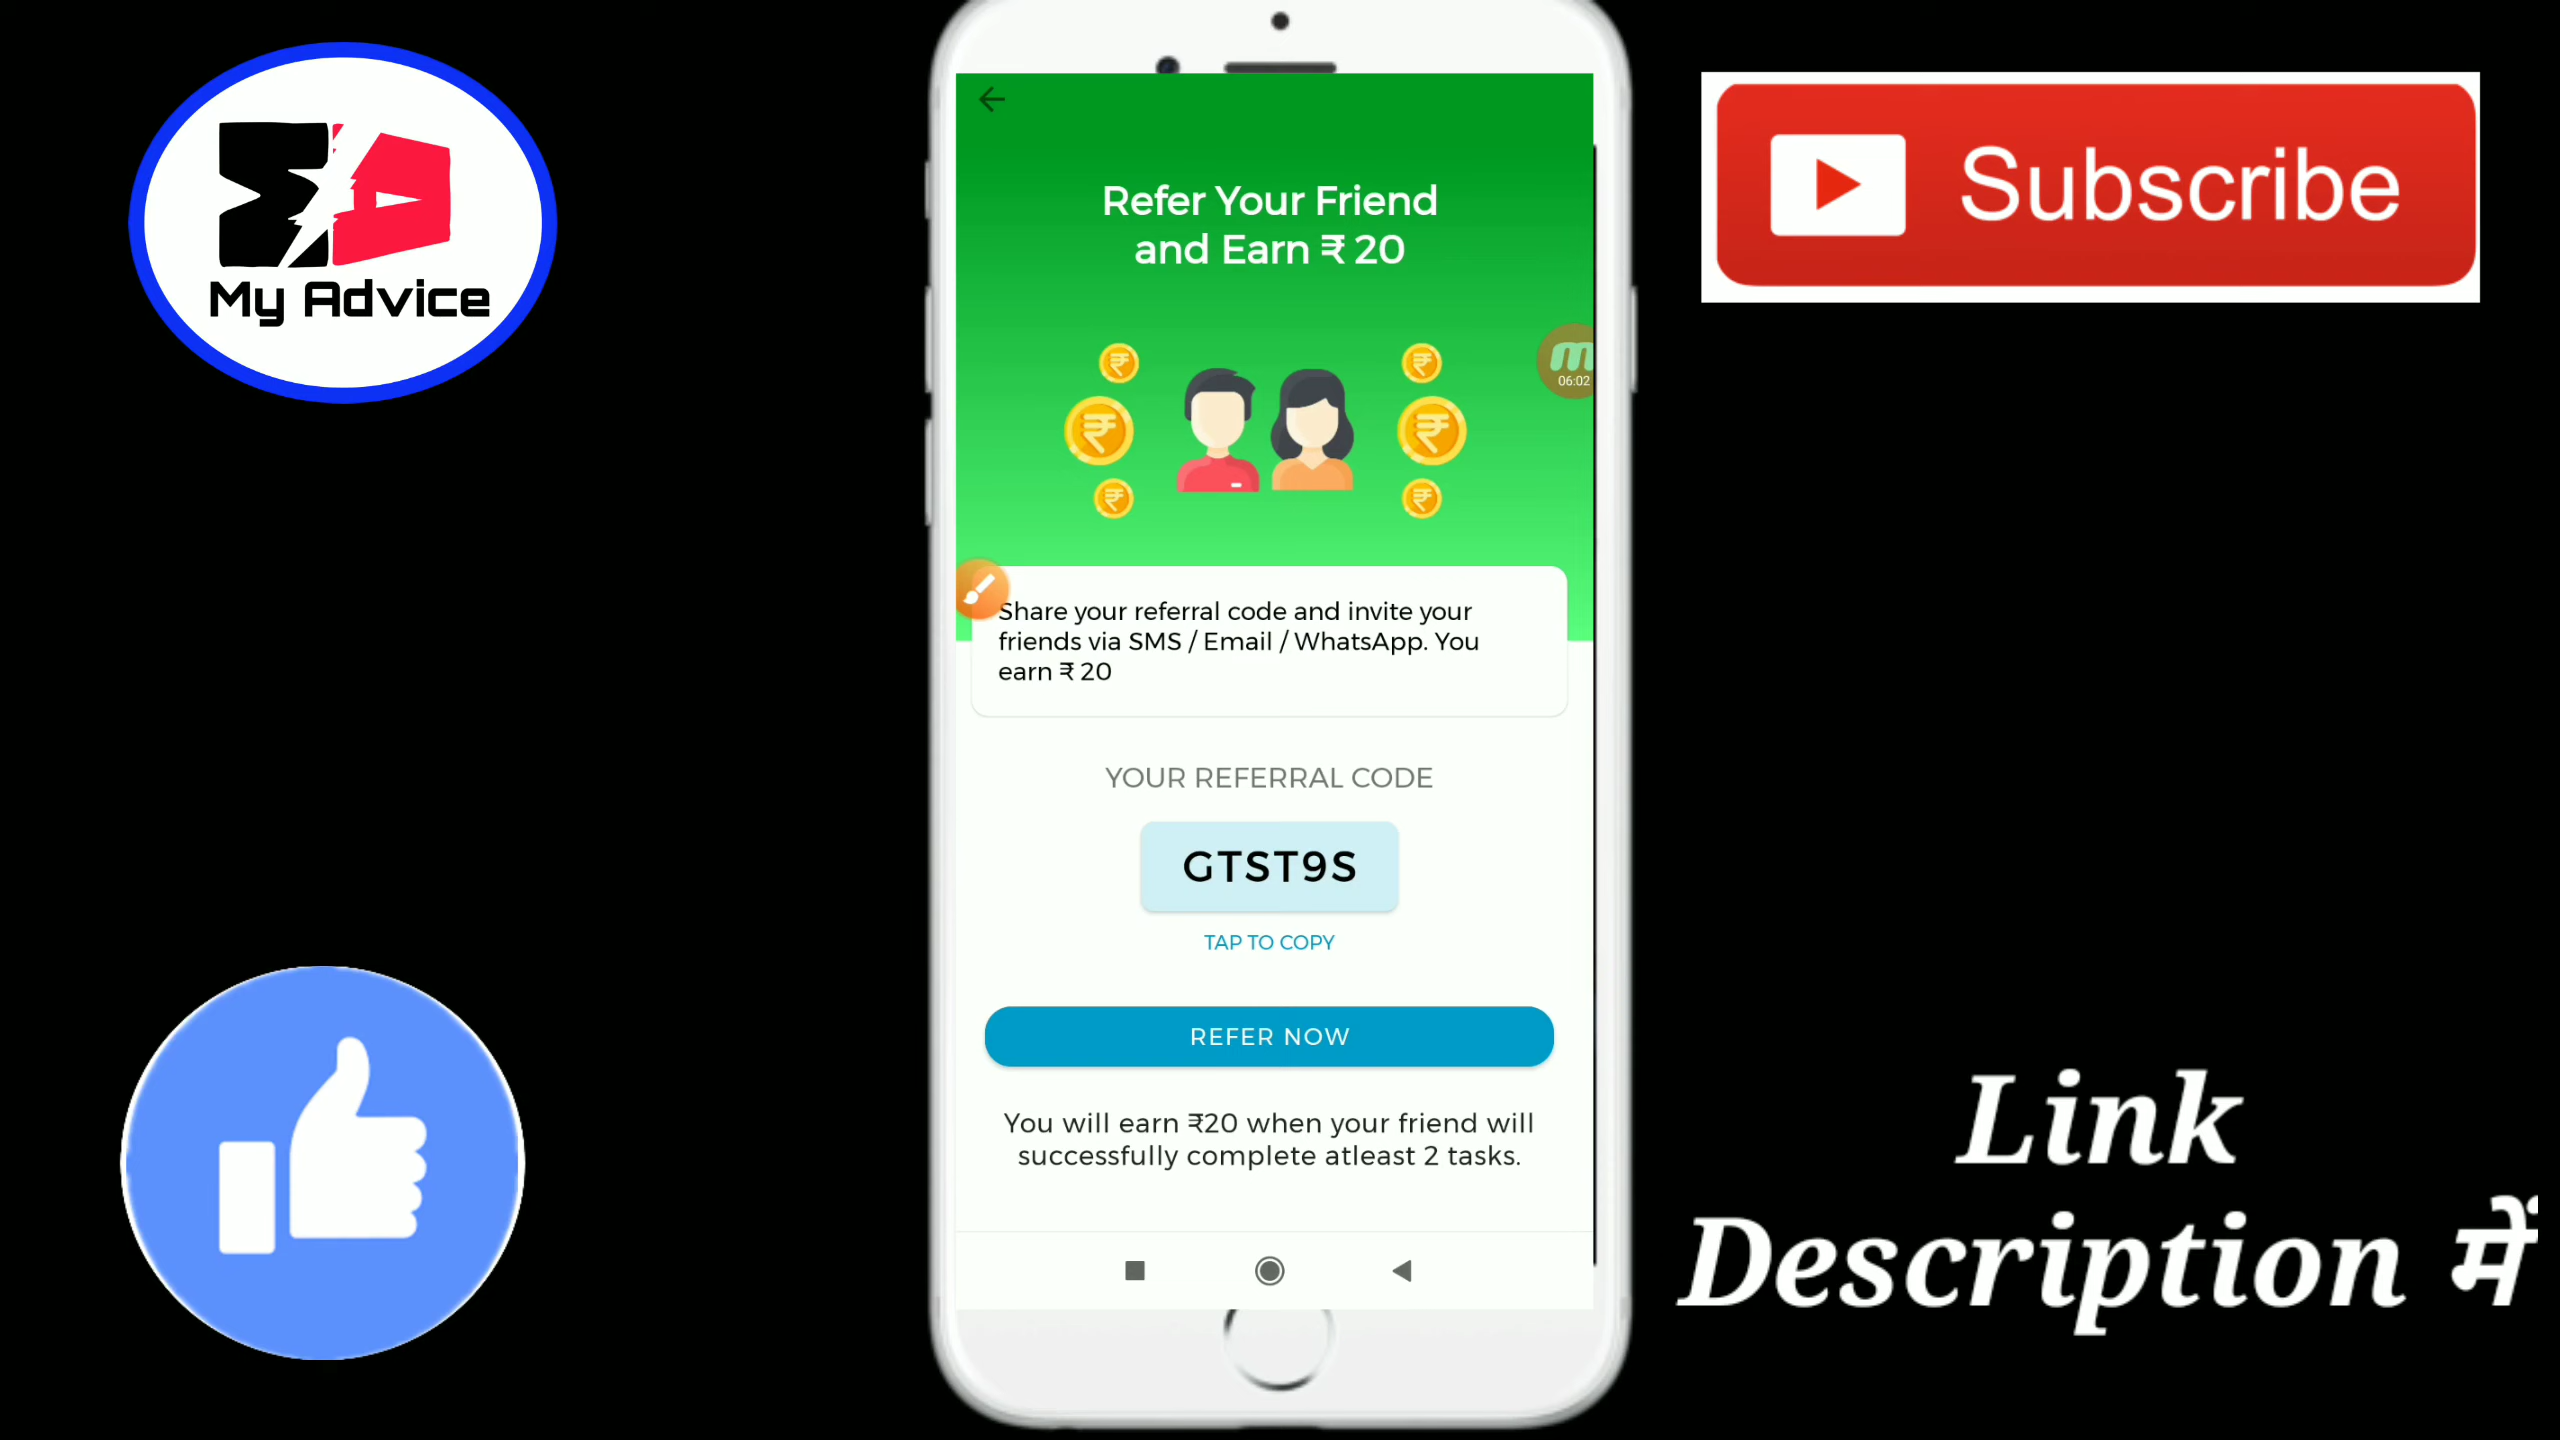 My Advice
Subscribe
Refer Your Friend
and Earn ₹ 20
m
06:02
Share your referral code and invite your
friends via SMS / Email / WhatsApp. You
earn ₹ 20
YOUR REFERRAL CODE
GTST9S
TAP TO COPY
REFER NOW
You will earn ₹20 when your friend will
successfully complete atleast 2 tasks.
Link
Description में